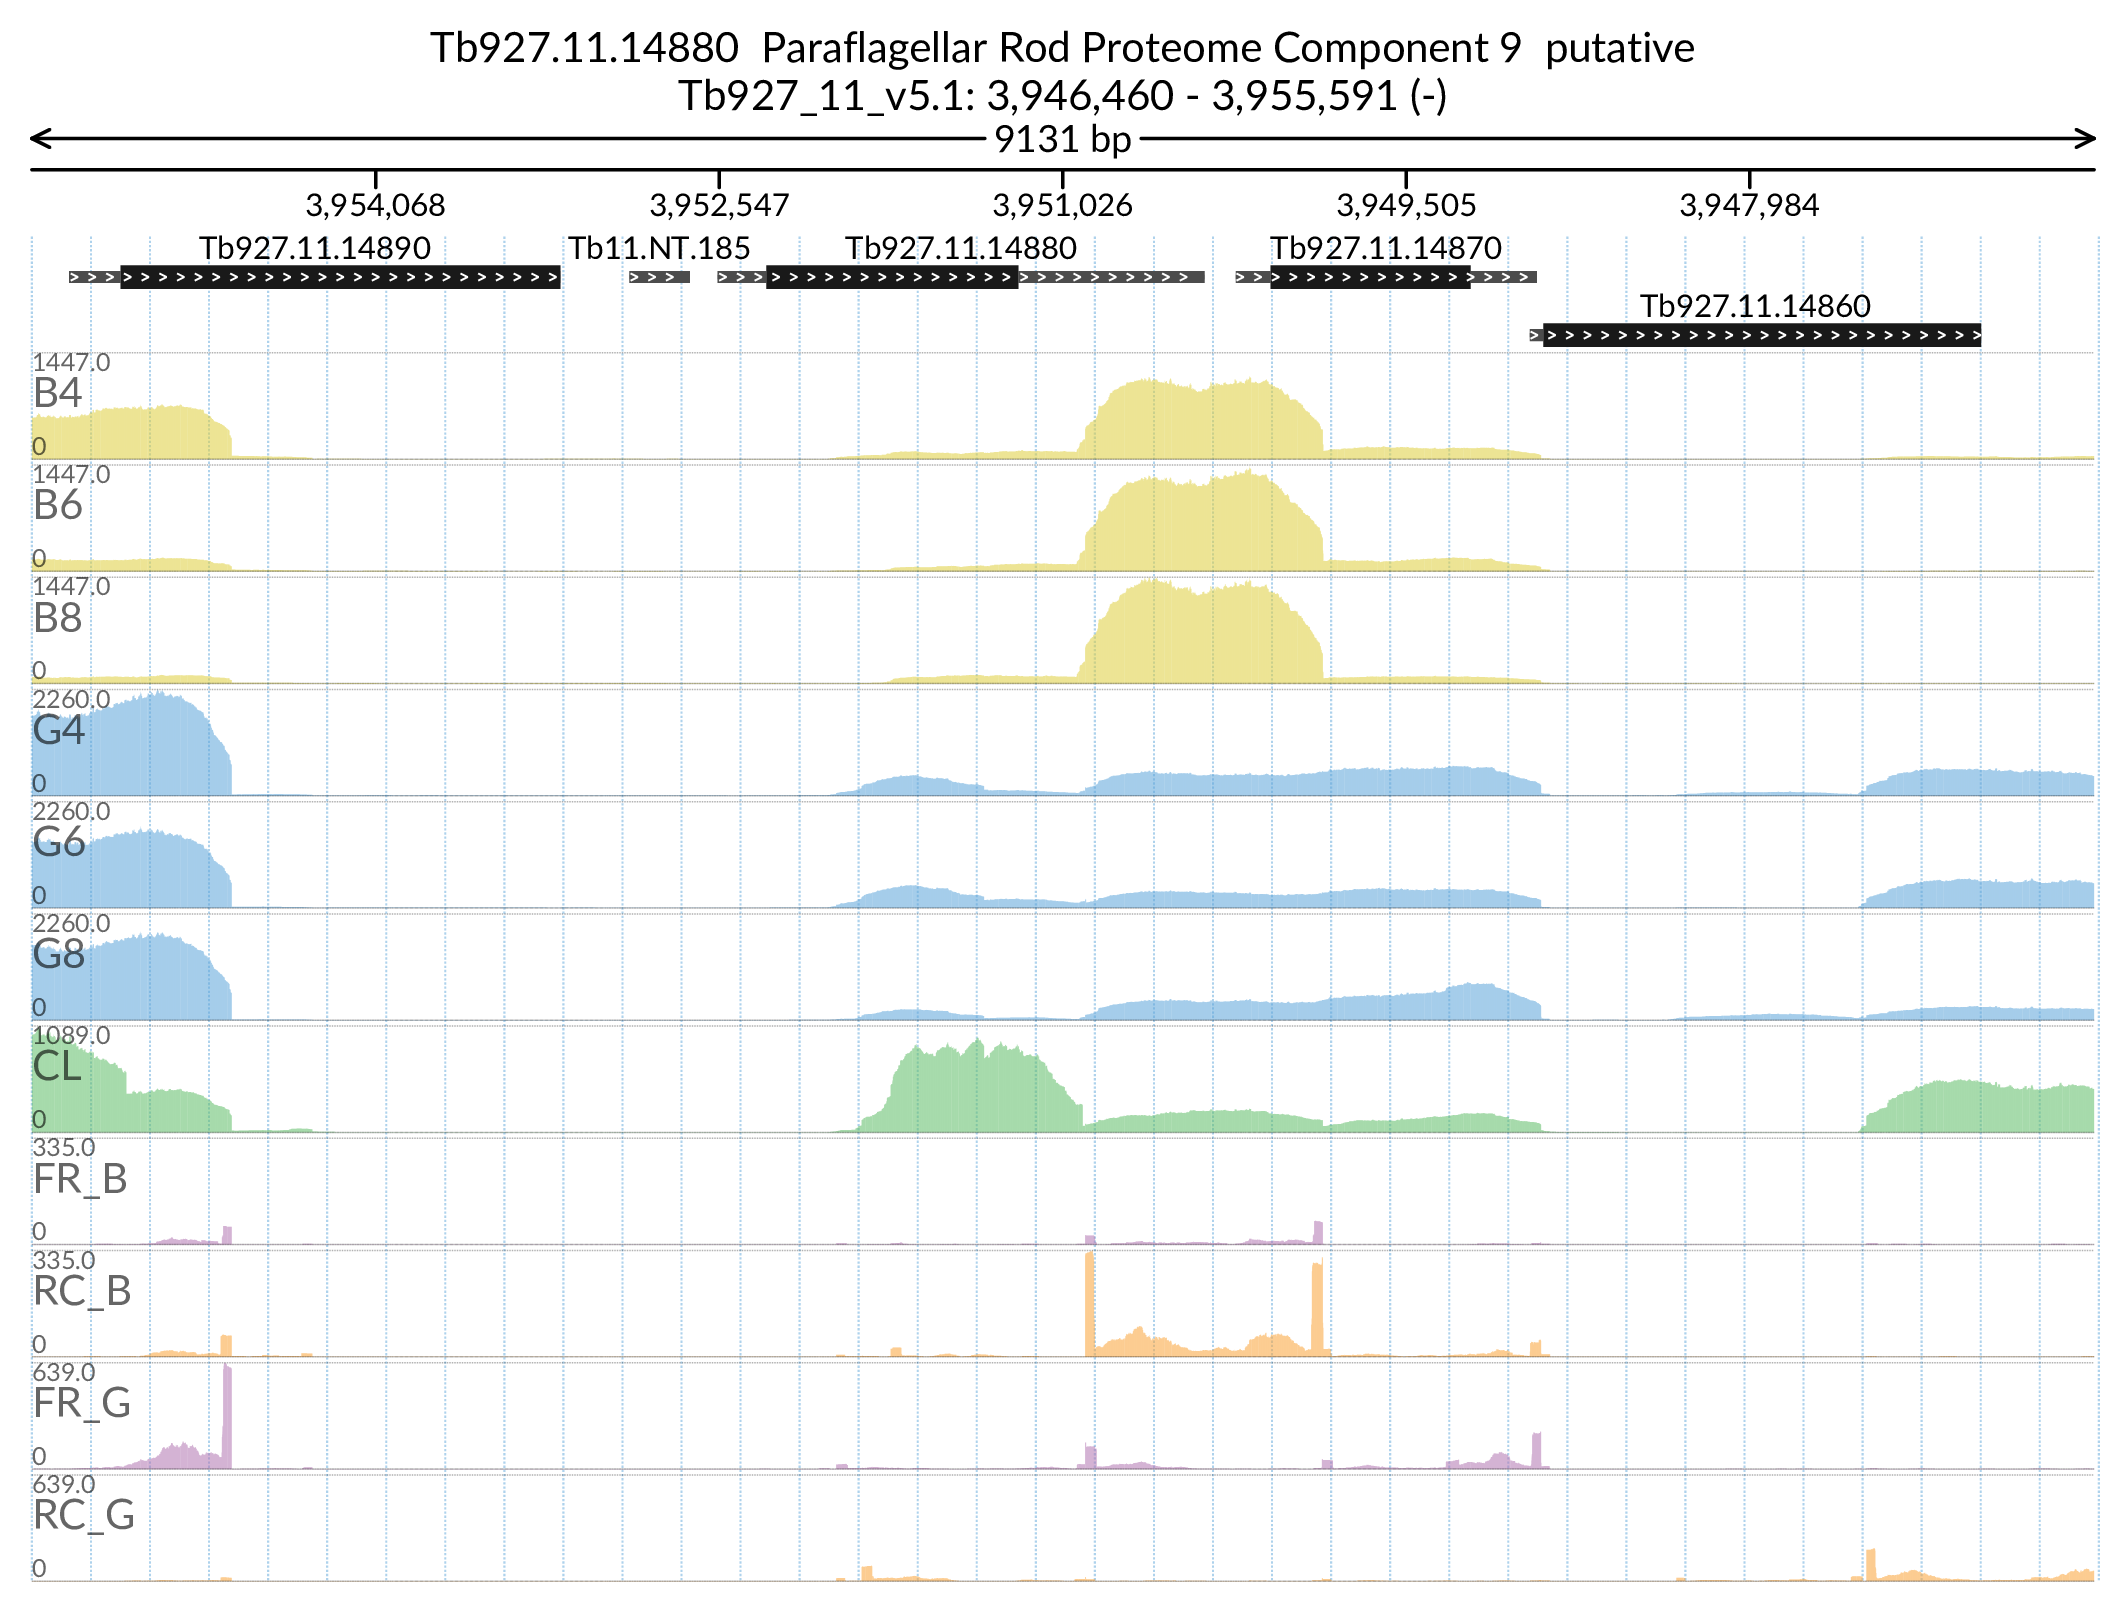 Tb927.11.14880  Paraflagellar Rod Proteome Component 9  putative
Tb927_11_v5.1: 3,946,460 - 3,955,591 (-)
9131 bp
3,954,068 3,952,547 3,951,026 3,949,505 3,947,984
Tb927.11.14890 Tb11.NT.185 Tb927.11.14880 Tb927.11.14870
Tb927.11.14860
1447.0
B4
0
1447.0
B6
0
1447.0
B8
0
2260.0
G4
0
2260.0
G6
0
2260.0
G8
0
1089.0
CL
0
335.0
FR_B
0
335.0
RC_B
0
639.0
FR_G
0
639.0
RC_G
0